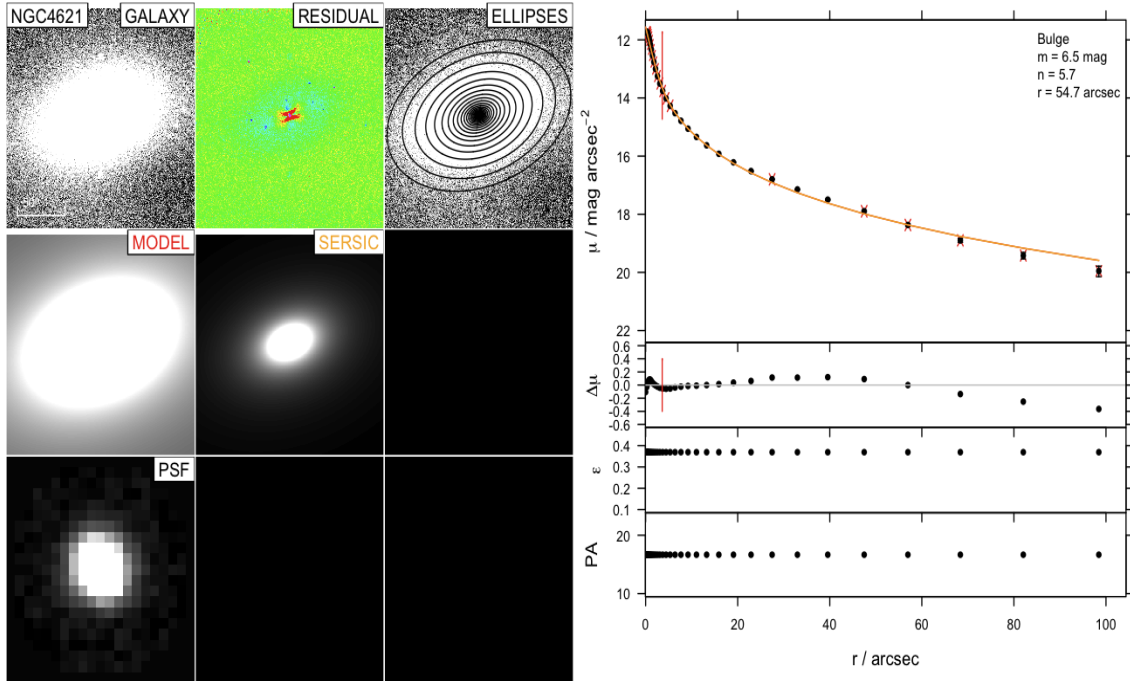 NGC4621 GALAXY RESIDUAL ELLIPSES
MODEL SERSIC
PSF
Bulge
m = 6.5 mag
n = 5.7
r = 54.7 arcsec
μ / mag arcsec⁻²
12
14
16
18
20
22
Δμ
0.6
0.4
0.2
0.0
-0.2
-0.4
-0.6
ε
0.4
0.3
0.2
0.1
PA
20
10
0 20 40 60 80 100
r / arcsec